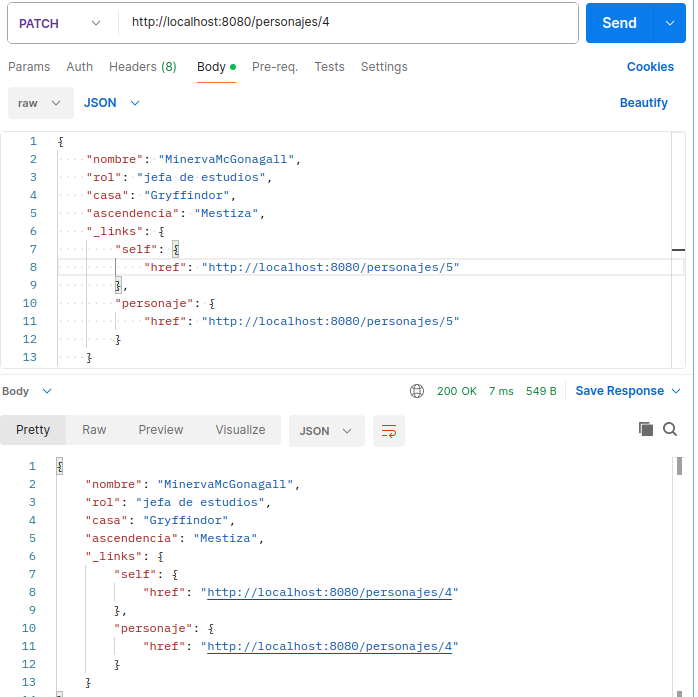 PATCH http://localhost:8080/personajes/4 Send
Params Auth Headers (8) Body Pre-req. Tests Settings Cookies
raw JSON Beautify
1 {
2 "nombre": "MinervaMcGonagall",
3 "rol": "jefa de estudios",
4 "casa": "Gryffindor",
5 "ascendencia": "Mestiza",
6 "_links": {
7 "self": {
8 "href": "http://localhost:8080/personajes/5"
9 },
10 "personaje": {
11 "href": "http://localhost:8080/personajes/5"
12 }
13 }
Body 200 OK 7 ms 549 B Save Response
Pretty Raw Preview Visualize JSON
1 {
2 "nombre": "MinervaMcGonagall",
3 "rol": "jefa de estudios",
4 "casa": "Gryffindor",
5 "ascendencia": "Mestiza",
6 "_links": {
7 "self": {
8 "href": "http://localhost:8080/personajes/4"
9 },
10 "personaje": {
11 "href": "http://localhost:8080/personajes/4"
12 }
13 }